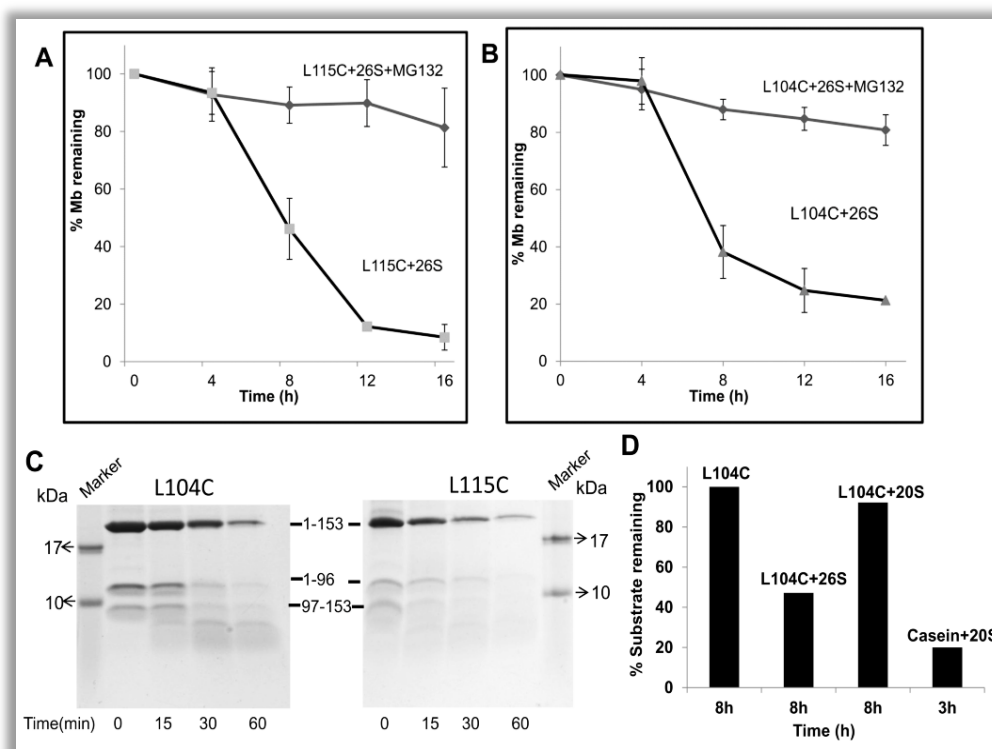 A
L115C+26S+MG132
L115C+26S
% Mb remaining
100
80
60
40
20
0
0 4 8 12 16
Time (h)
B
L104C+26S+MG132
L104C+26S
% Mb remaining
100
80
60
40
20
0
0 4 8 12 16
Time (h)
C
kDa Marker L104C
17
10
1-153
1-96
97-153
L115C Marker kDa
17
10
Time(min) 0 15 30 60
0 15 30 60
D
% Substrate remaining
100
80
60
40
20
0
L104C
L104C+26S
L104C+20S
Casein+20S
8h 8h 8h 3h
Time (h)